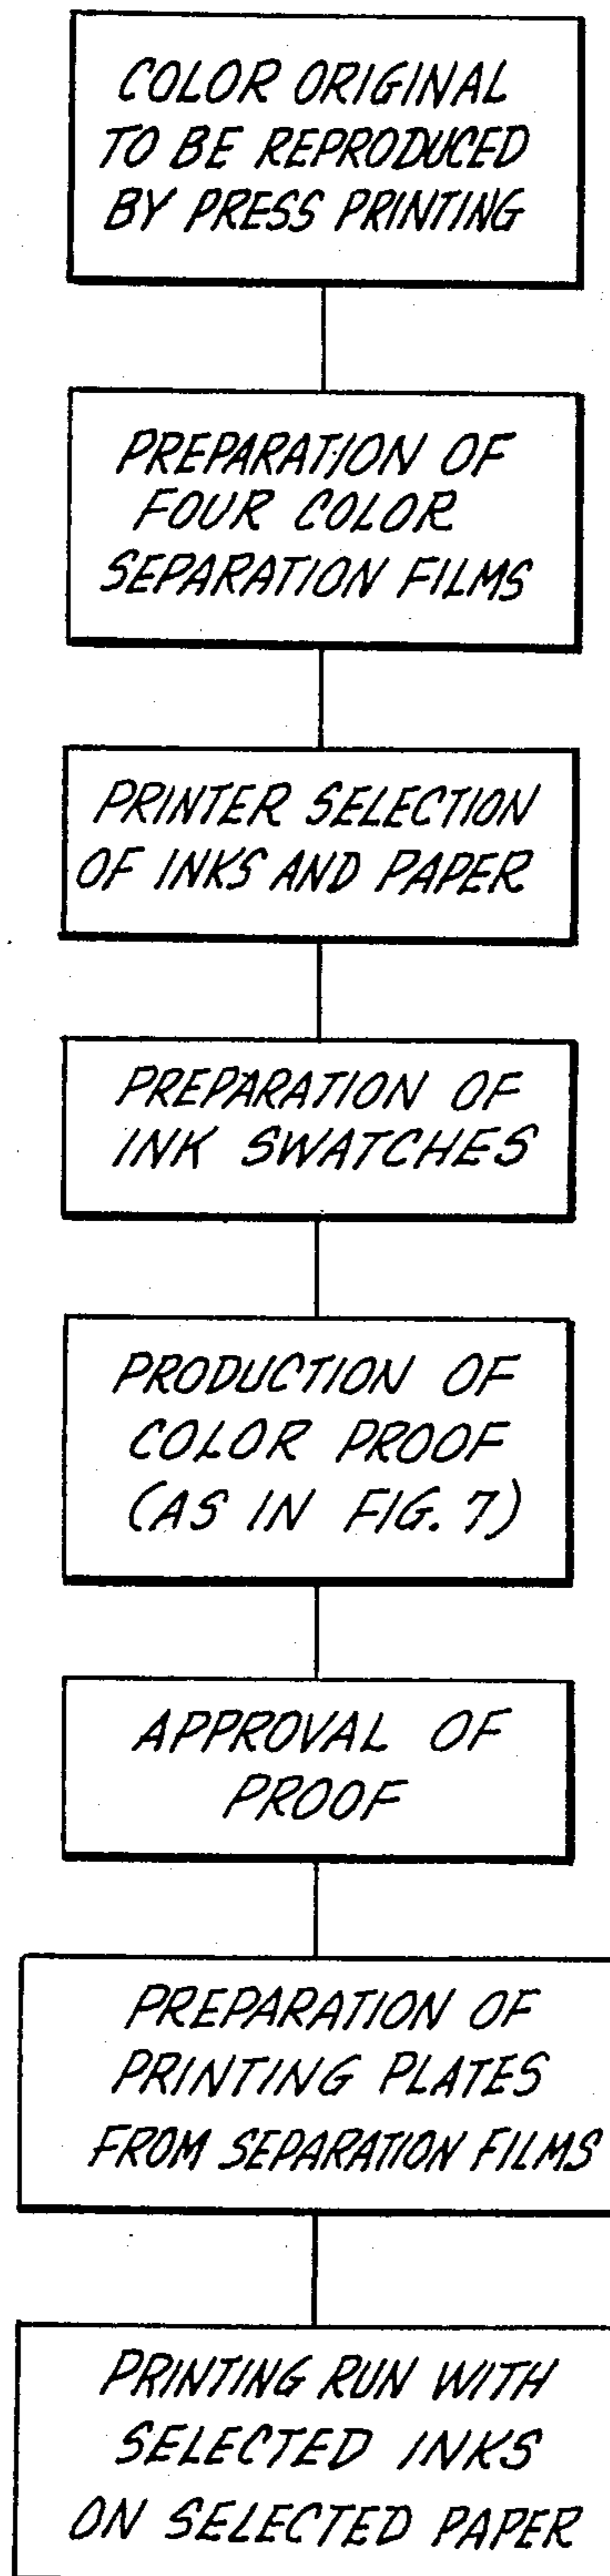 COLOR ORIGINAL
TO BE REPRODUCED
BY PRESS PRINTING
PREPARATION OF
FOUR COLOR
SEPARATION FILMS
PRINTER SELECTION
OF INKS AND PAPER
PREPARATION OF
INK SWATCHES
PRODUCTION OF
COLOR PROOF
(AS IN FIG. 7)
APPROVAL OF
PROOF
PREPARATION OF
PRINTING PLATES
FROM SEPARATION FILMS
PRINTING RUN WITH
SELECTED INKS
ON SELECTED PAPER